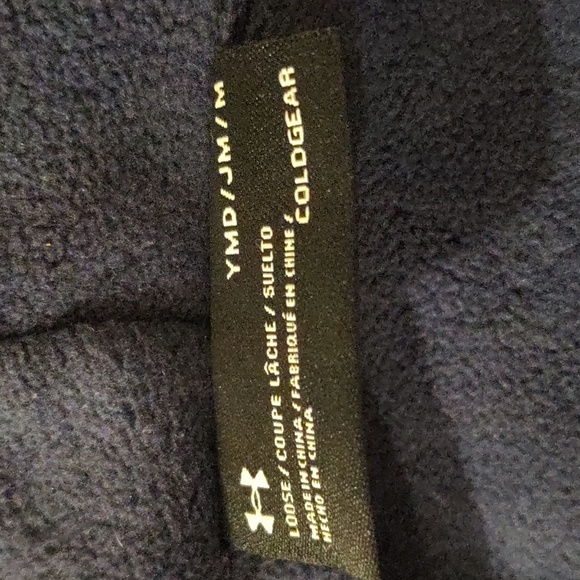 YMD/JM/M
LOOSE/COUPE LÂCHE/SUELTO
MADE IN CHINA/FABRIQUÉ EN CHINE/
HECHO EN CHINA
COLDGEAR